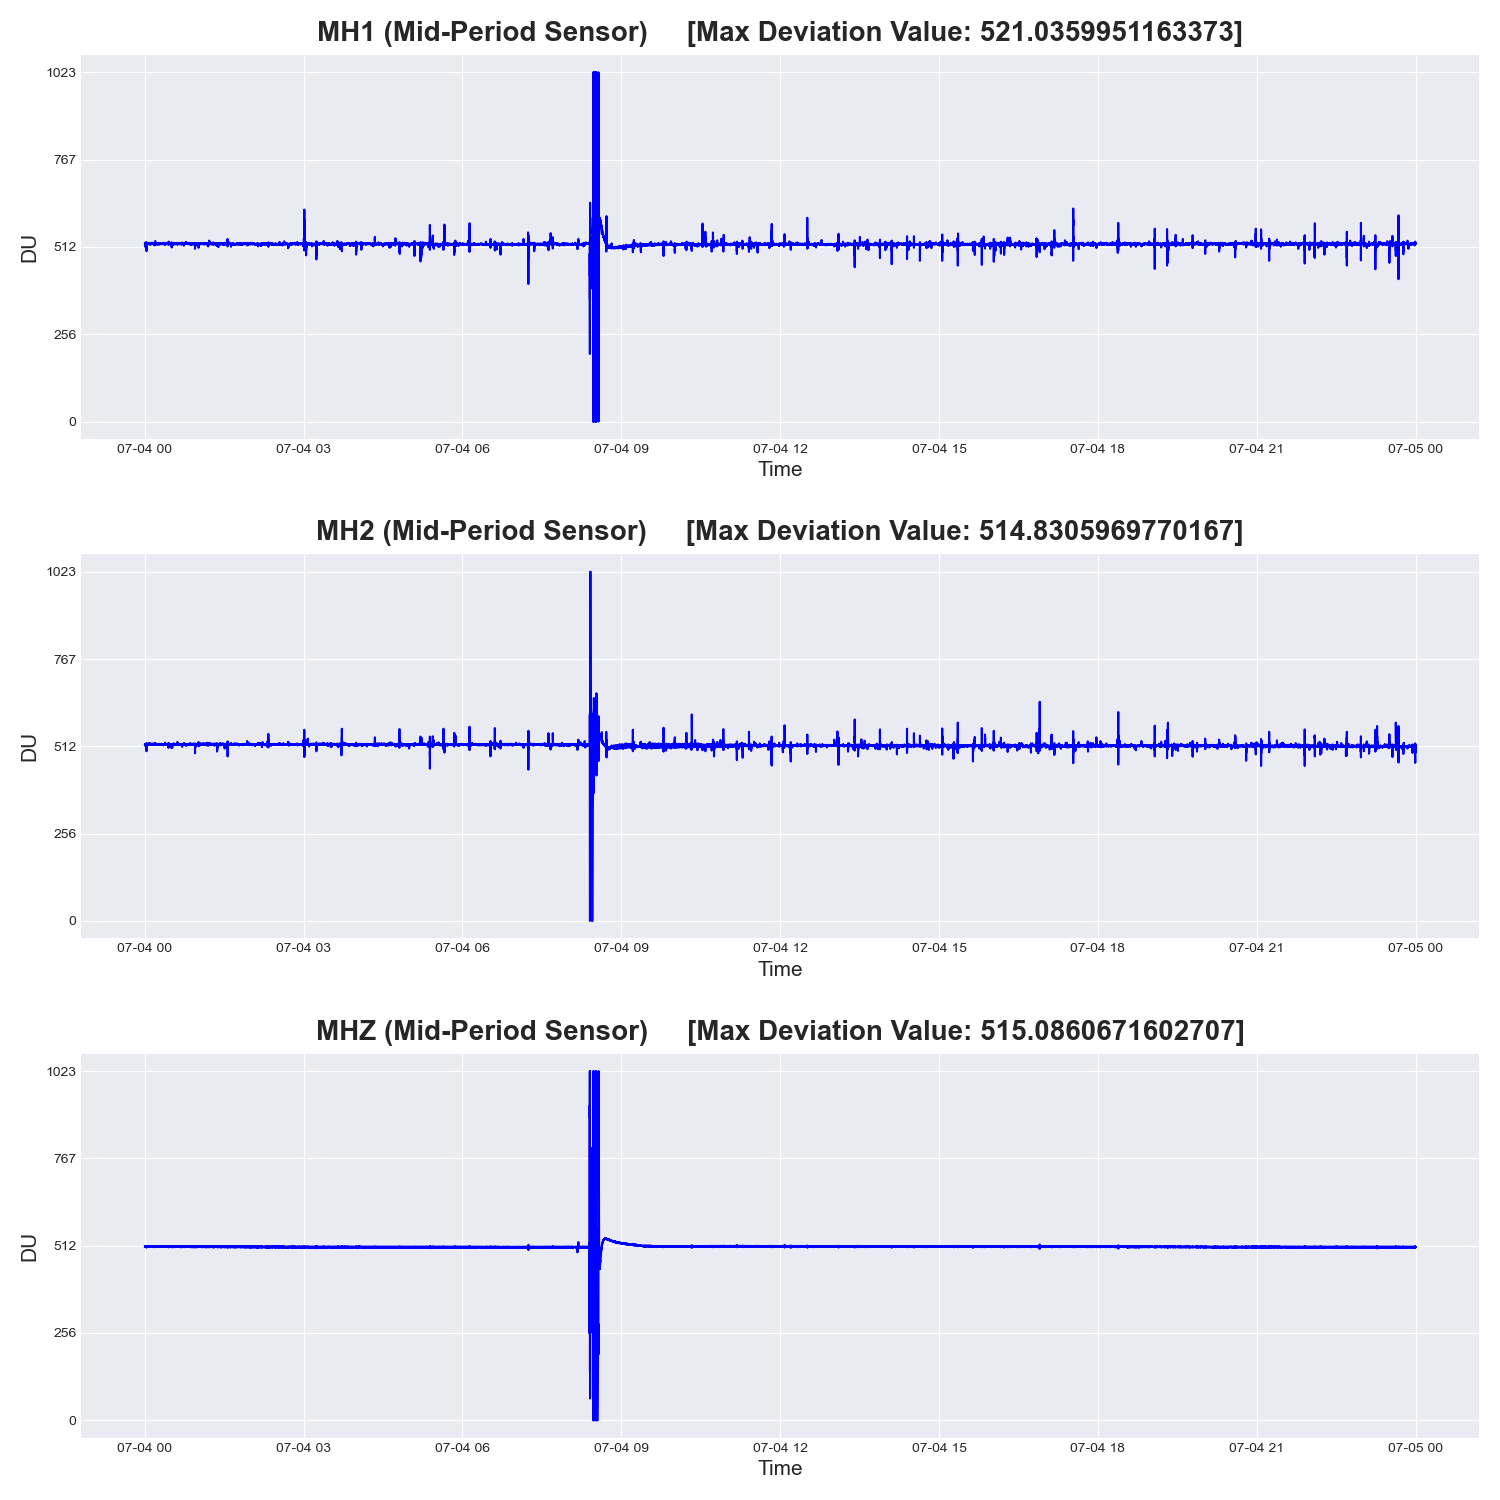 MH1 (Mid-Period Sensor) [Max Deviation Value: 521.0359951163373]
1023
767
512
256
0
DU
07-04 00 07-04 03 07-04 06 07-04 09 07-04 12 07-04 15 07-04 18 07-04 21 07-05 00
Time
MH2 (Mid-Period Sensor) [Max Deviation Value: 514.8305969770167]
1023
767
512
256
0
DU
07-04 00 07-04 03 07-04 06 07-04 09 07-04 12 07-04 15 07-04 18 07-04 21 07-05 00
Time
MHZ (Mid-Period Sensor) [Max Deviation Value: 515.0860671602707]
1023
767
512
256
0
DU
07-04 00 07-04 03 07-04 06 07-04 09 07-04 12 07-04 15 07-04 18 07-04 21 07-05 00
Time